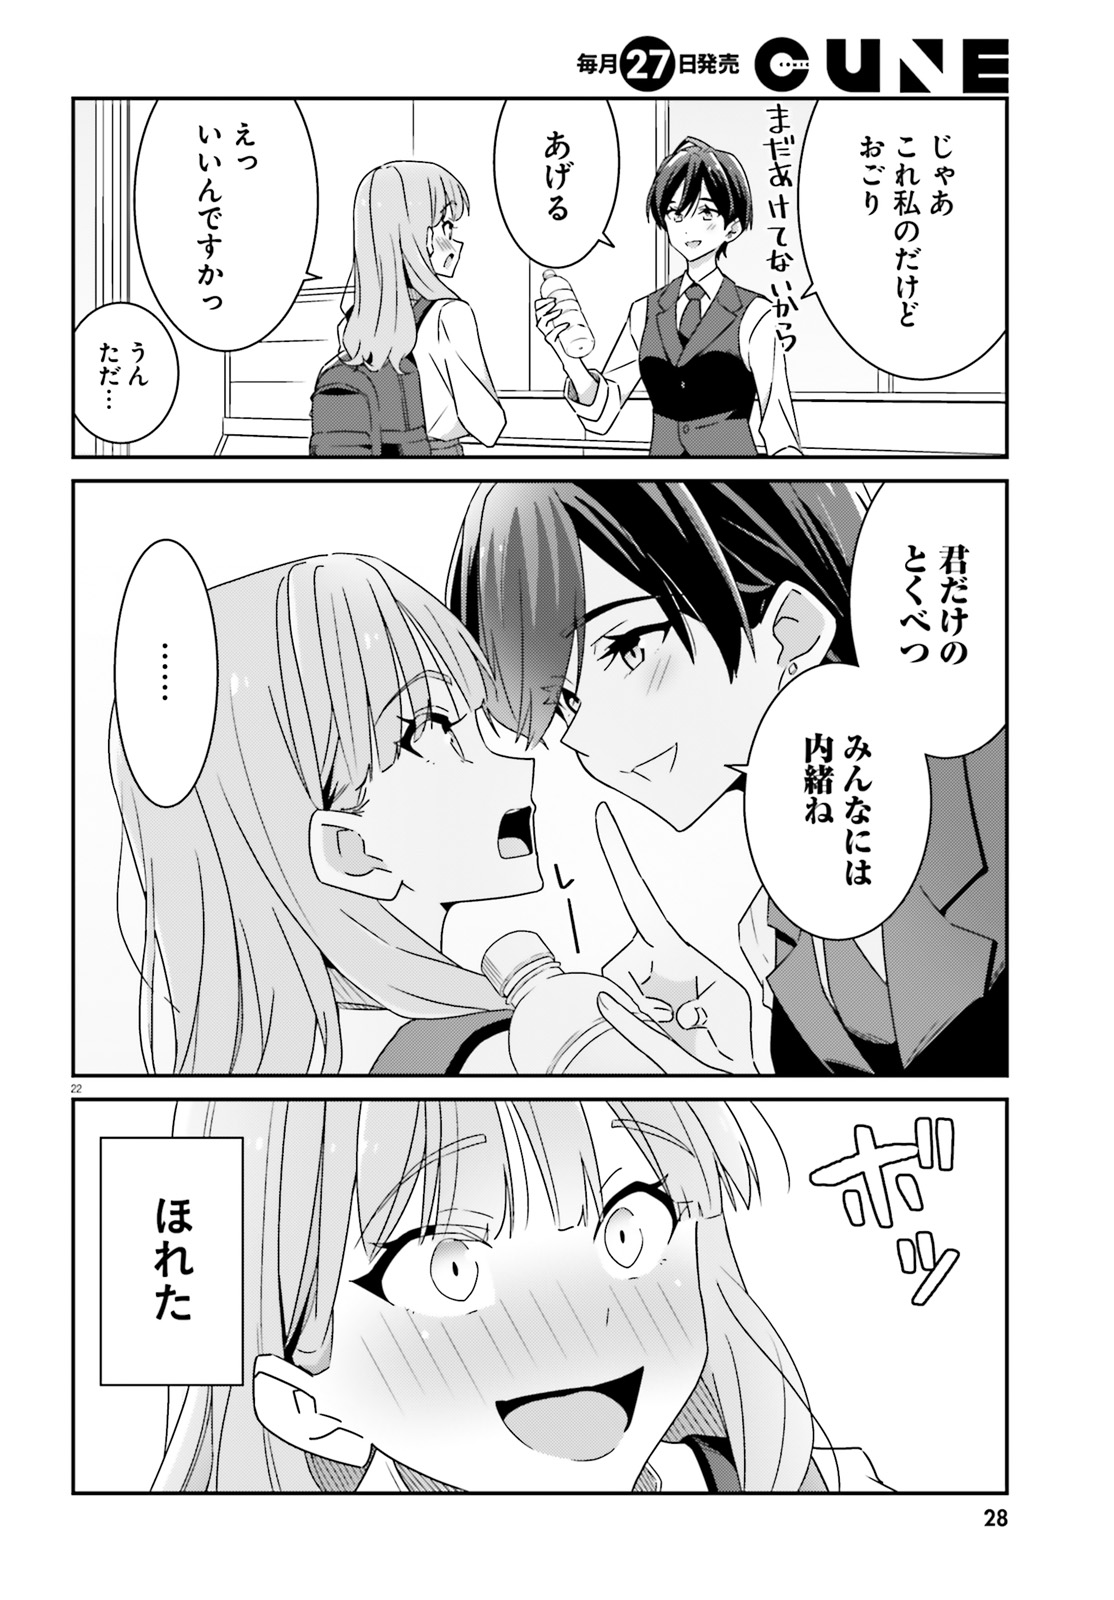 毎月27日発売 COMIC CUNE
じゃあ
これ私のだけど
おごり
まだあけてないから
あげる
えっ
いいんですかっ
うん
ただ…
君だけの
とくべつ
みんなには
内緒ね
……
しー
22
ボッ
ほれた
28